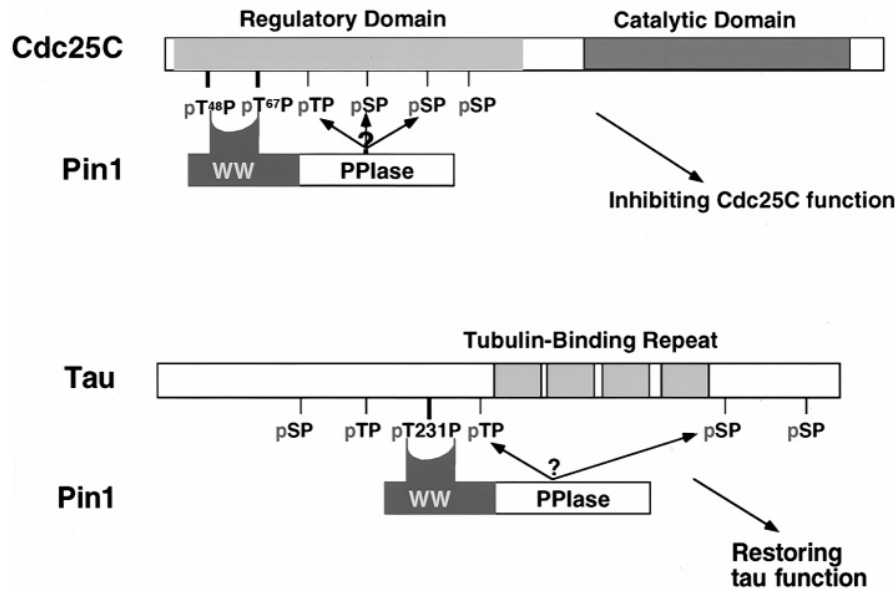 Regulatory Domain
Catalytic Domain
Cdc25C
pT48P pT67P pTP pSP pSP pSP
?
Pin1
WW
PPIase
Inhibiting Cdc25C function
Tubulin-Binding Repeat
Tau
pSP pTP pT231P pTP pSP pSP
?
Pin1
WW
PPIase
Restoring
tau function